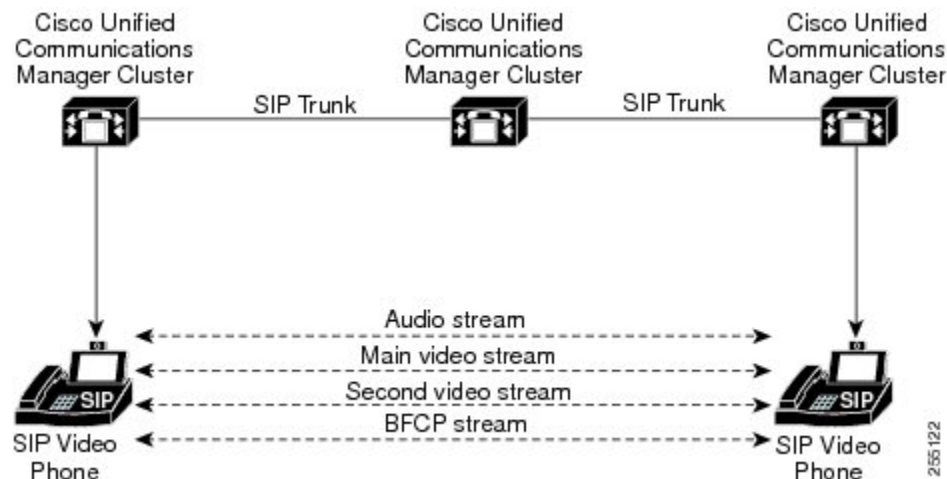 Cisco Unified
Communications
Manager Cluster
Cisco Unified
Communications
Manager Cluster
Cisco Unified
Communications
Manager Cluster
SIP Trunk
SIP Trunk
Audio stream
Main video stream
Second video stream
BFCP stream
SIP
SIP Video
Phone
SIP
SIP Video
Phone
255122